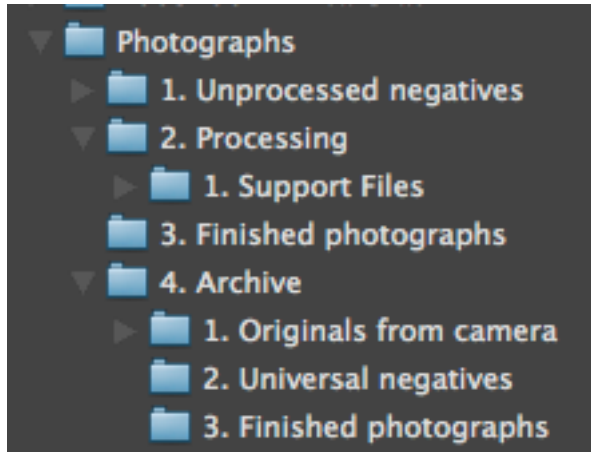 Photographs
1. Unprocessed negatives
2. Processing
1. Support Files
3. Finished photographs
4. Archive
1. Originals from camera
2. Universal negatives
3. Finished photographs